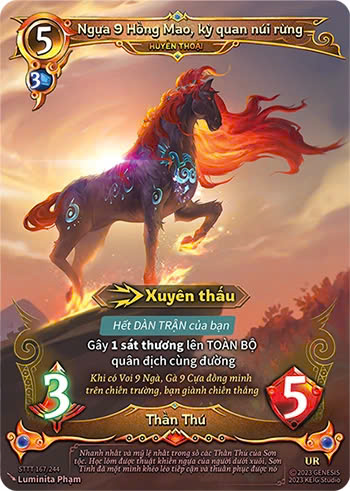 5
Ngựa 9 Hồng Mao, kỳ quan núi rừng
HUYỀN THOẠI
3
Xuyên thấu
Hết DÀN TRẬN của bạn
Gây 1 sát thương lên TOÀN BỘ
quân địch cùng đường
Khi có Voi 9 Ngà, Gà 9 Cựa đồng minh
trên chiến trường, bạn giành chiến thắng
3
5
Thần Thú
Nhanh nhất và mỹ lệ nhất trong số các Thần Thú của Sơn
tộc. Học lỏm được thuật khiển ngựa của người dưới xuôi, Sơn
Tinh đã một mình khéo léo tiếp cận và thuần phục được nó
STTT 167/244
Luminita Phạm
UR
© 2023 GENESIS
2023 KEIG Studio